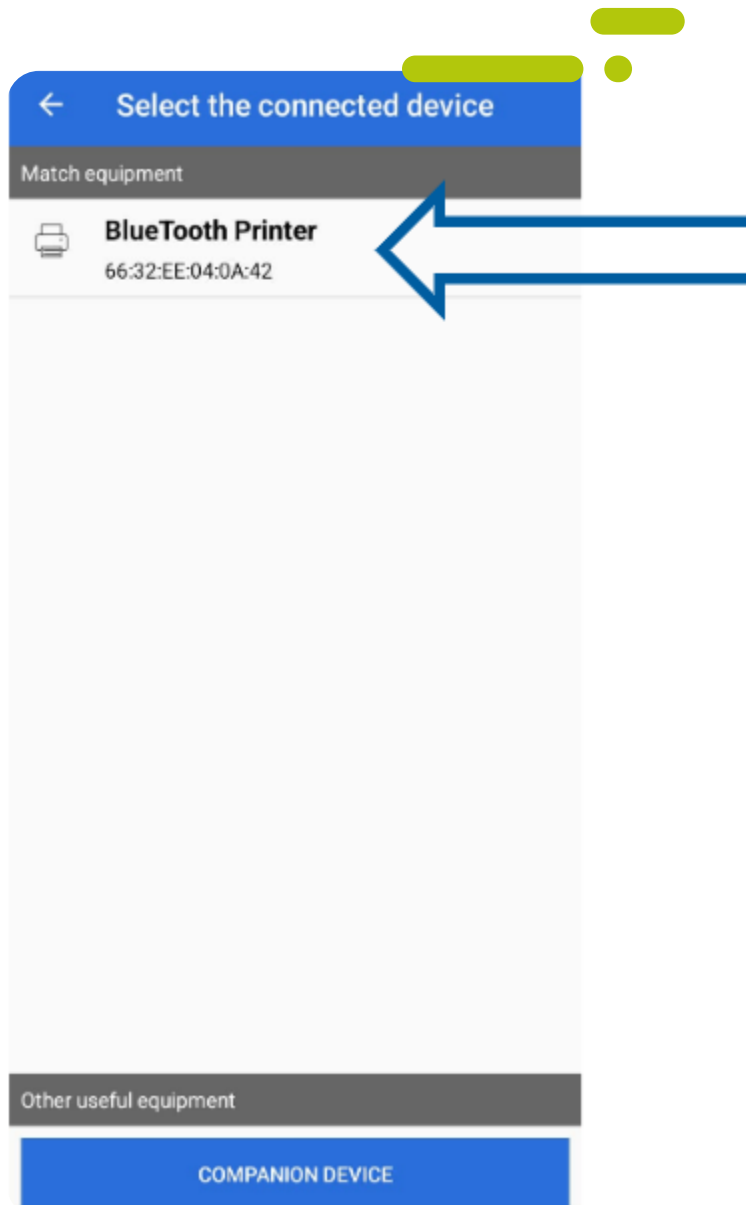 Select the connected device
Match equipment
BlueTooth Printer
66:32:EE:04:0A:42
Other useful equipment
COMPANION DEVICE